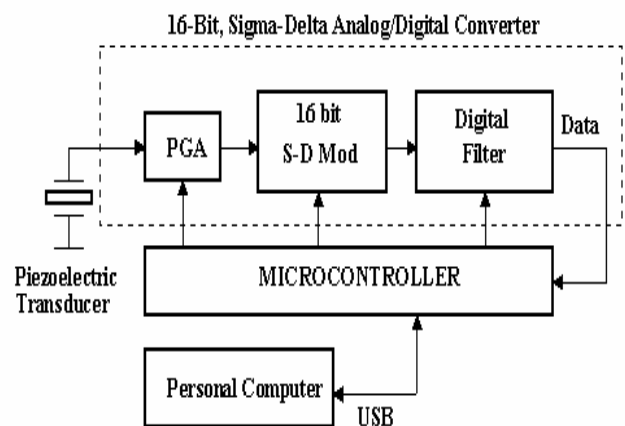 16-Bit, Sigma-Delta Analog/Digital Converter
PGA
16 bit
S-D Mod
Digital
Filter
Data
Piezoelectric
Transducer
MICROCONTROLLER
Personal Computer
USB